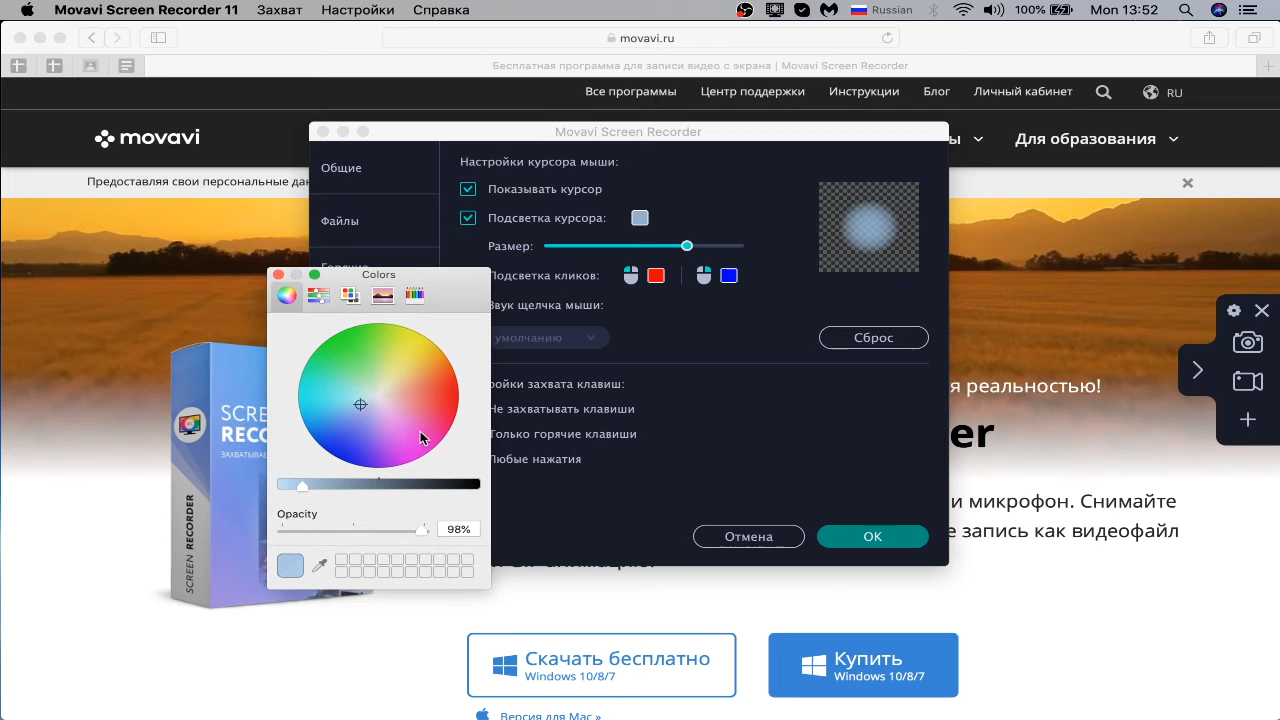 Movavi Screen Recorder 11 Захват Настройки Справка Russian 100% Mon 13:52
movavi.ru
Бесплатная программа для записи видео с экрана | Movavi Screen Recorder
Все программы Центр поддержки Инструкции Блог Личный кабинет RU
movavi
ы Для образования
Предоставляя свои персональные дан
Movavi Screen Recorder
Общие
Файлы
Настройки курсора мыши:
Показывать курсор
Подсветка курсора:
Размер:
Подсветка кликов:
Звук щелчка мыши:
умолчанию
Сброс
ройки захвата клавиш:
Не захватывать клавиши
Только горячие клавиши
Любые нажатия
Отмена
OK
Colors
Opacity
98%
SCRE
RECO
ЗАХВАТЫВАЕТ
SCREEN RECORDER
я реальностью!
er
и микрофон. Снимайте
е запись как видеофайл
Скачать бесплатно
Windows 10/8/7
Купить
Windows 10/8/7
Версия для Mac »